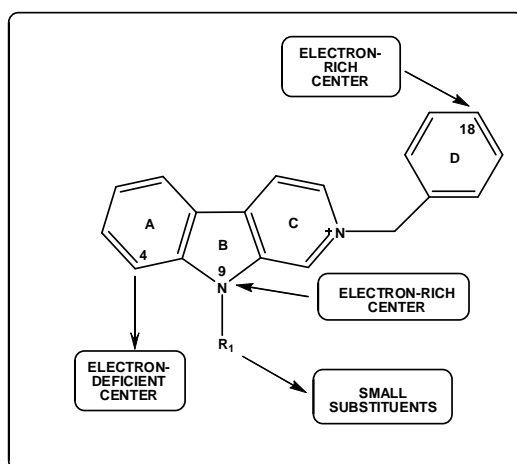 ELECTRON-
RICH
CENTER
18
D
A
C
+N
B
4
9
N
ELECTRON-RICH
CENTER
R1
ELECTRON-
DEFICIENT
CENTER
SMALL
SUBSTITUENTS